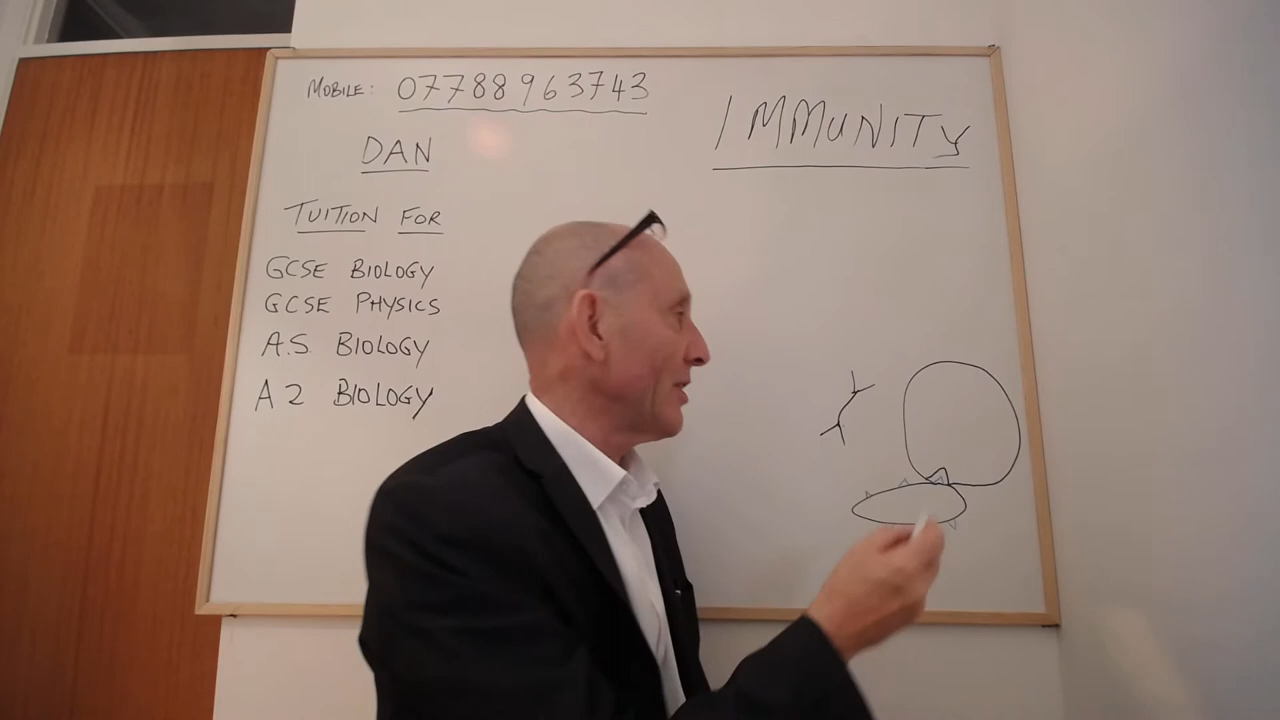 MOBILE: 07788963743
DAN
TUITION FOR
GCSE BIOLOGY
GCSE PHYSICS
A.S. BIOLOGY
A2 BIOLOGY
IMMUNITY